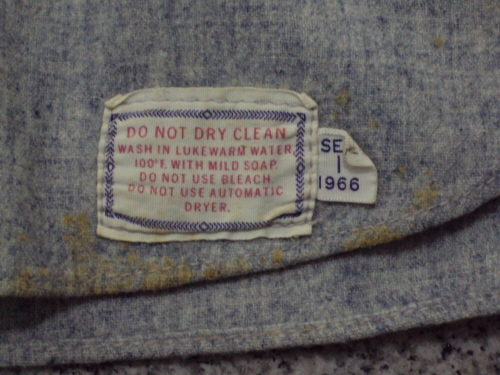 DO NOT DRY CLEAN
WASH IN LUKEWARM WATER,
100°F. WITH MILD SOAP.
DO NOT USE BLEACH.
DO NOT USE AUTOMATIC
DRYER.
SE
1
1966